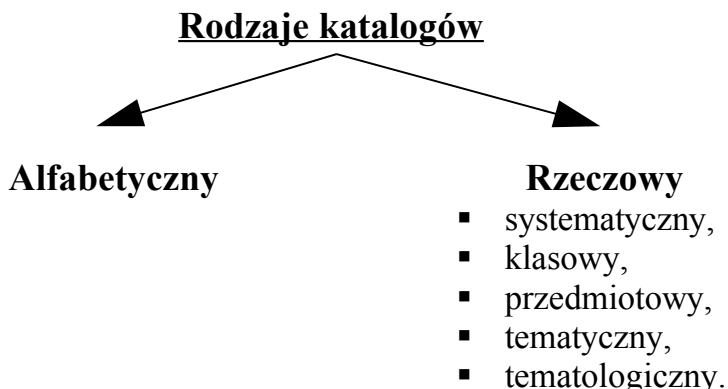 Rodzaje katalogów
Alfabetyczny
Rzeczowy
▪ systematyczny,
▪ klasowy,
▪ przedmiotowy,
▪ tematyczny,
▪ tematologiczny.